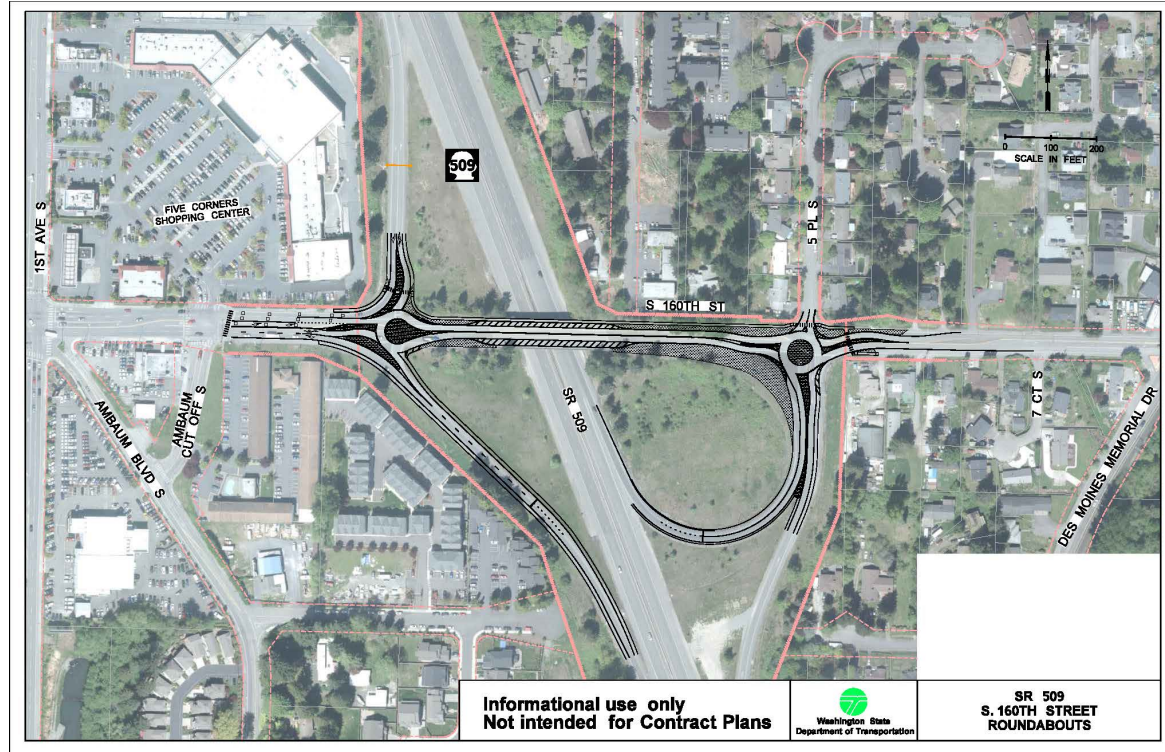 509
0 100 200
SCALE IN FEET
1ST AVE S
FIVE CORNERS
SHOPPING CENTER
5 PL S
S 160TH ST
AMBAUM
CUT OFF S
AMBAUM BLVD S
SR 509
7 CT S
DES MOINES MEMORIAL DR
Informational use only
Not intended for Contract Plans
Washington State
Department of Transportation
SR 509
S. 160TH STREET
ROUNDABOUTS